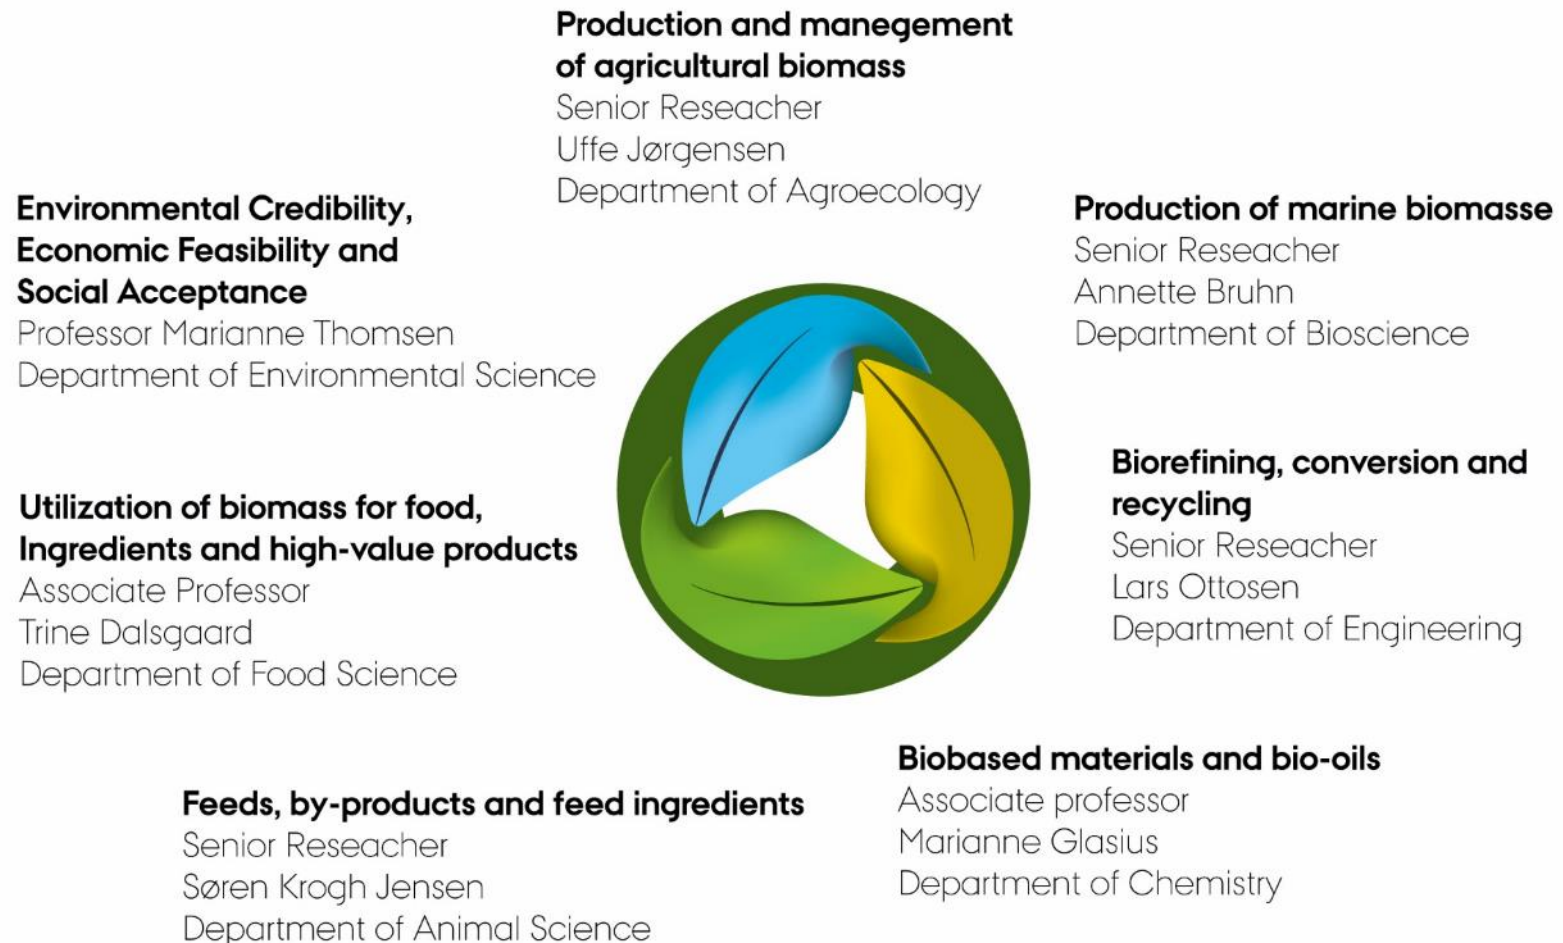 Production and manegement
of agricultural biomass
Senior Reseacher
Uffe Jørgensen
Department of Agroecology
Production of marine biomasse
Senior Reseacher
Annette Bruhn
Department of Bioscience
Biorefining, conversion and
recycling
Senior Reseacher
Lars Ottosen
Department of Engineering
Biobased materials and bio-oils
Associate professor
Marianne Glasius
Department of Chemistry
Feeds, by-products and feed ingredients
Senior Reseacher
Søren Krogh Jensen
Department of Animal Science
Utilization of biomass for food,
Ingredients and high-value products
Associate Professor
Trine Dalsgaard
Department of Food Science
Environmental Credibility,
Economic Feasibility and
Social Acceptance
Professor Marianne Thomsen
Department of Environmental Science